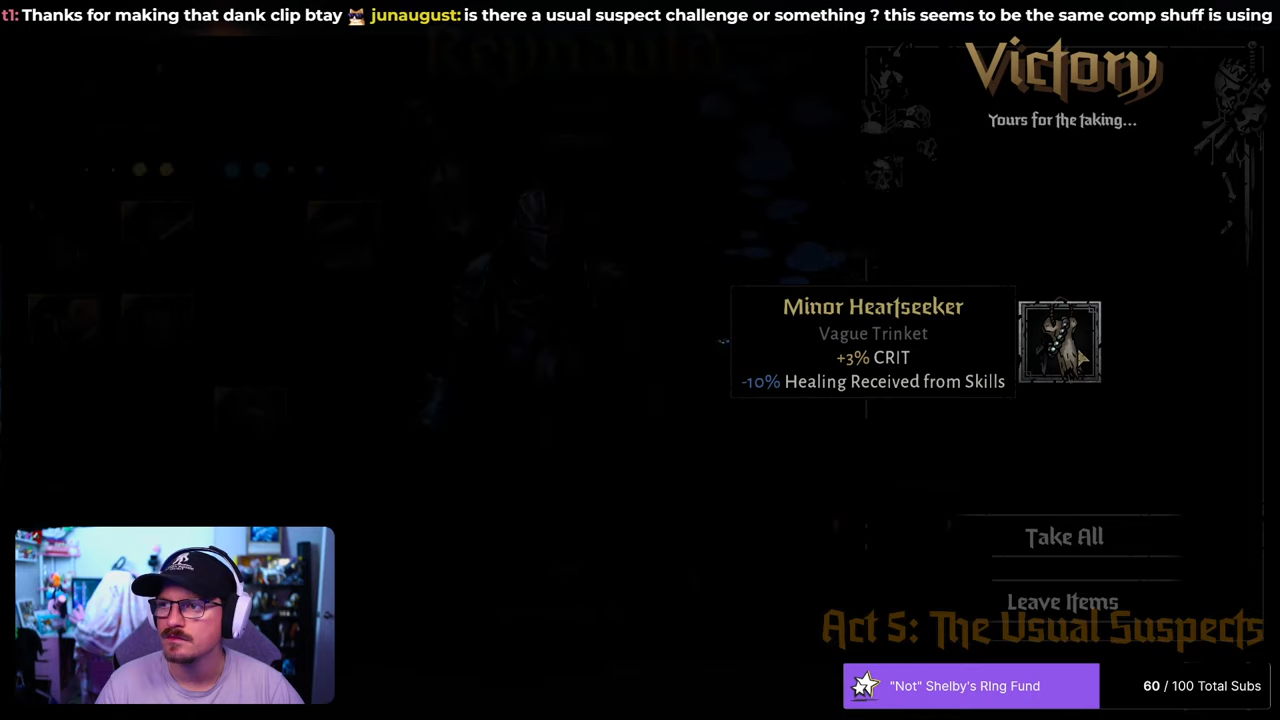 t1: Thanks for making that dank clip btay junaugust: is there a usual suspect challenge or something ? this seems to be the same comp shuff is using
Reynauld
Victory
Yours for the taking...
Minor Heartseeker
Vague Trinket
+3% CRIT
-10% Healing Received from Skills
Take All
Leave Items
Act 5: The Usual Suspects
"Not" Shelby's RIng Fund
60 / 100 Total Subs